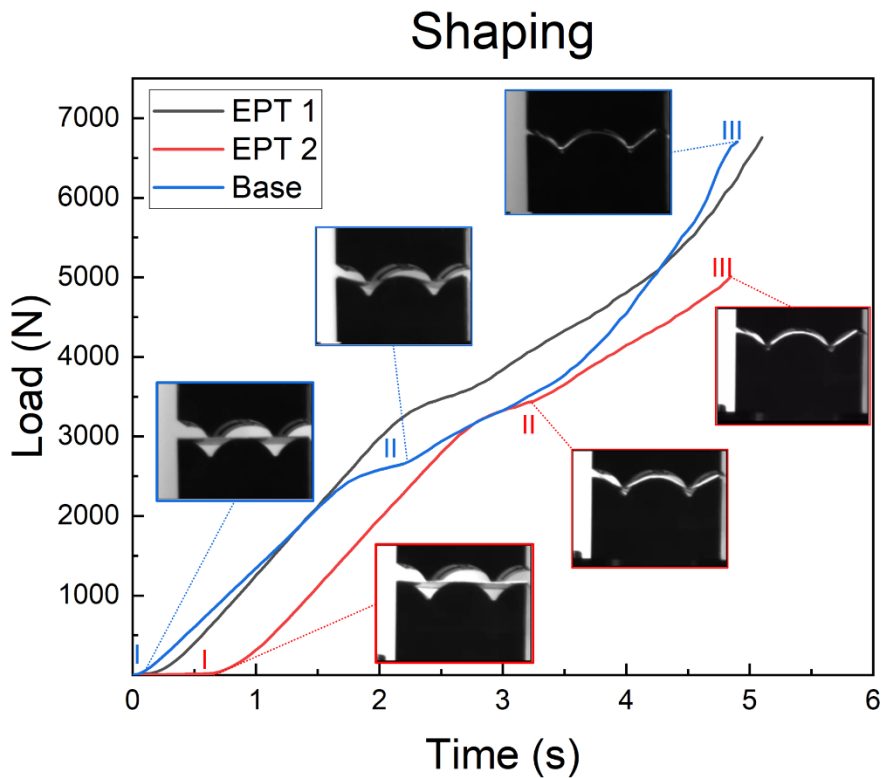 Shaping
EPT 1
EPT 2
Base
7000
6000
5000
4000
3000
2000
1000
Load (N)
III
III
II
II
I
I
0
1
2
3
4
5
6
Time (s)